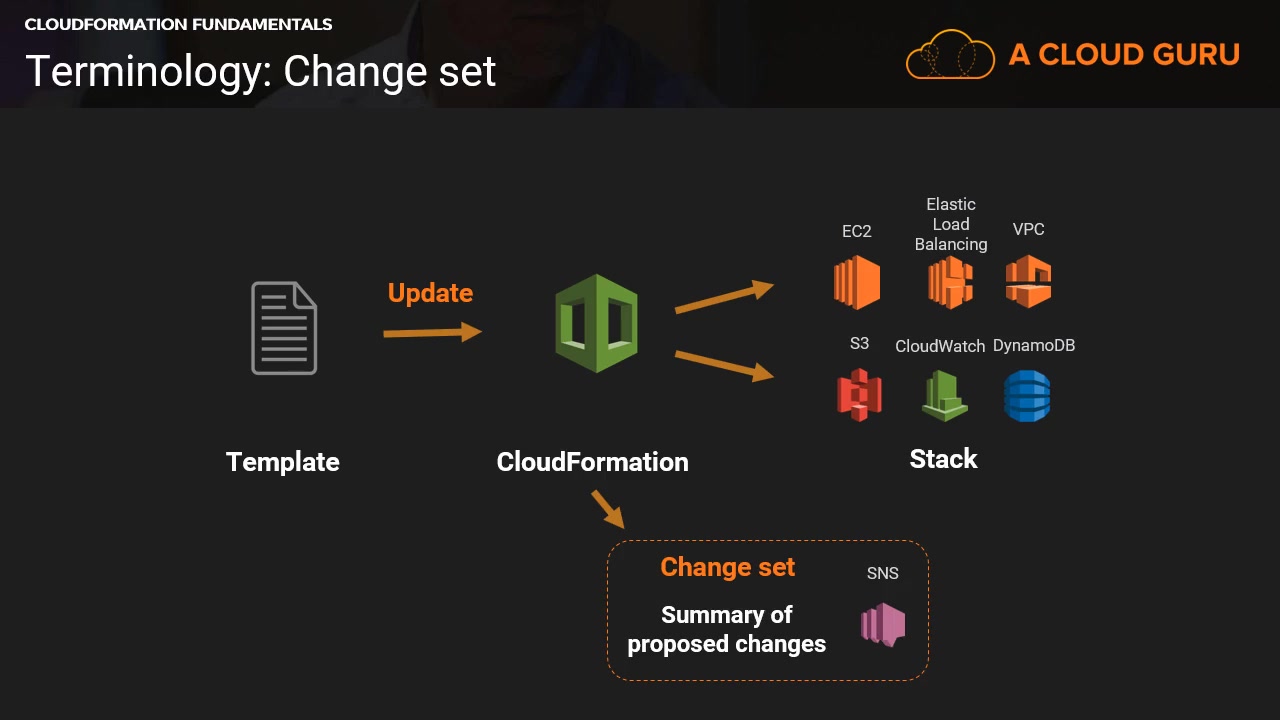 CLOUDFORMATION FUNDAMENTALS
Terminology: Change set
A CLOUD GURU
Update
EC2
Elastic
Load
Balancing
VPC
S3
CloudWatch
DynamoDB
Template
CloudFormation
Stack
Change set
SNS
Summary of
proposed changes